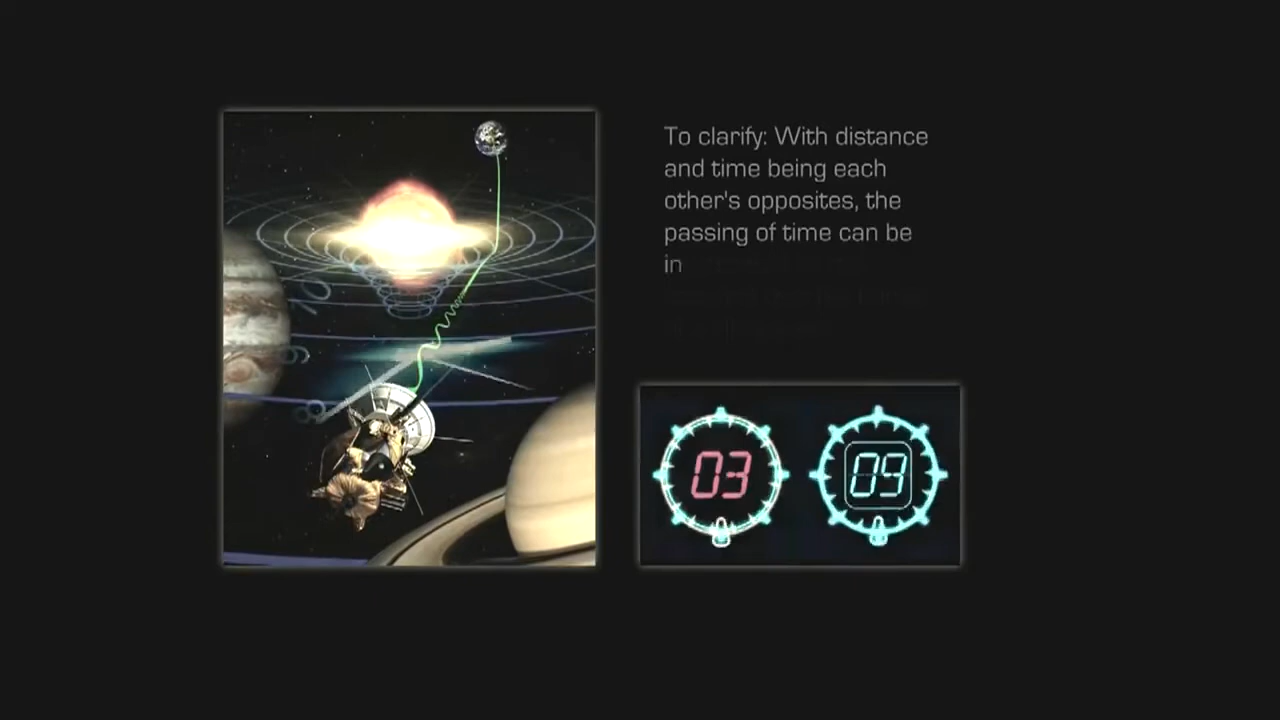 To clarify: With distance
and time being each
other's opposites, the
passing of time can be
in
03
09